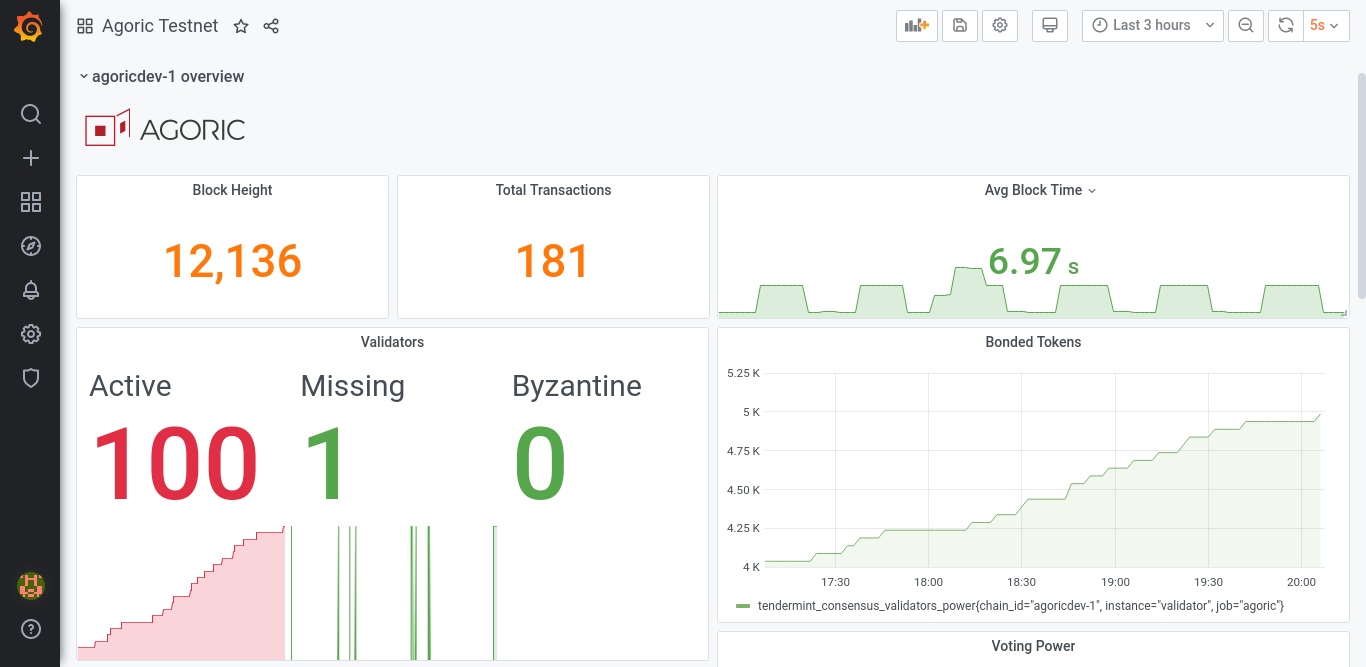 Agoric Testnet
Last 3 hours
5s
agoricdev-1 overview
AGORIC
Block Height
12,136
Total Transactions
181
Avg Block Time
6.97 s
Validators
Active
100
Missing
1
Byzantine
0
Bonded Tokens
5.25 K
5 K
4.75 K
4.50 K
4.25 K
4 K
17:30 18:00 18:30 19:00 19:30 20:00
tendermint_consensus_validators_power{chain_id="agoricdev-1", instance="validator", job="agoric"}
Voting Power